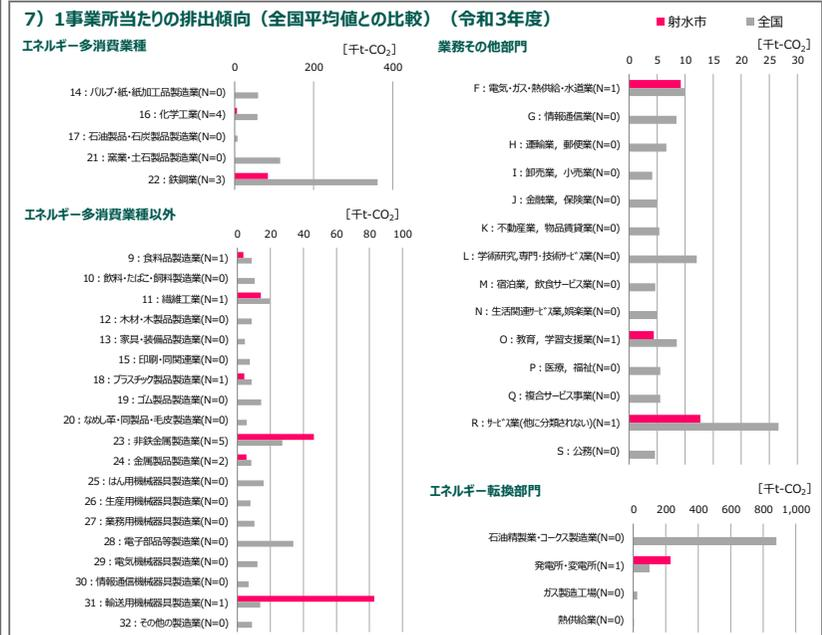 7）1事業所当たりの排出傾向（全国平均値との比較）（令和3年度）
■射水市 ■全国
エネルギー多消費業種
［千t-CO₂］
0 200 400
14：パルプ・紙・紙加工品製造業(N=0)
16：化学工業(N=4)
17：石油製品・石炭製品製造業(N=0)
21：窯業・土石製品製造業(N=0)
22：鉄鋼業(N=3)
エネルギー多消費業種以外
［千t-CO₂］
0 20 40 60 80 100
9：食料品製造業(N=1)
10：飲料・たばこ・飼料製造業(N=0)
11：繊維工業(N=1)
12：木材・木製品製造業(N=0)
13：家具・装備品製造業(N=0)
15：印刷・同関連業(N=0)
18：プラスチック製品製造業(N=1)
19：ゴム製品製造業(N=0)
20：なめし革・同製品・毛皮製造業(N=0)
23：非鉄金属製造業(N=5)
24：金属製品製造業(N=2)
25：はん用機械器具製造業(N=0)
26：生産用機械器具製造業(N=0)
27：業務用機械器具製造業(N=0)
28：電子部品等製造業(N=0)
29：電気機械器具製造業(N=0)
30：情報通信機械器具製造業(N=0)
31：輸送用機械器具製造業(N=1)
32：その他の製造業(N=0)
業務その他部門
［千t-CO₂］
0 5 10 15 20 25 30
F：電気・ガス・熱供給・水道業(N=1)
G：情報通信業(N=0)
H：運輸業，郵便業(N=0)
I：卸売業，小売業(N=0)
J：金融業，保険業(N=0)
K：不動産業，物品賃貸業(N=0)
L：学術研究,専門・技術ｻｰﾋﾞｽ業(N=0)
M：宿泊業，飲食サービス業(N=0)
N：生活関連ｻｰﾋﾞｽ業,娯楽業(N=0)
O：教育，学習支援業(N=1)
P：医療，福祉(N=0)
Q：複合サービス事業(N=0)
R：ｻｰﾋﾞｽ業(他に分類されない)(N=1)
S：公務(N=0)
エネルギー転換部門
［千t-CO₂］
0 200 400 600 800 1,000
石油精製業・コークス製造業(N=0)
発電所・変電所(N=1)
ガス製造工場(N=0)
熱供給業(N=0)